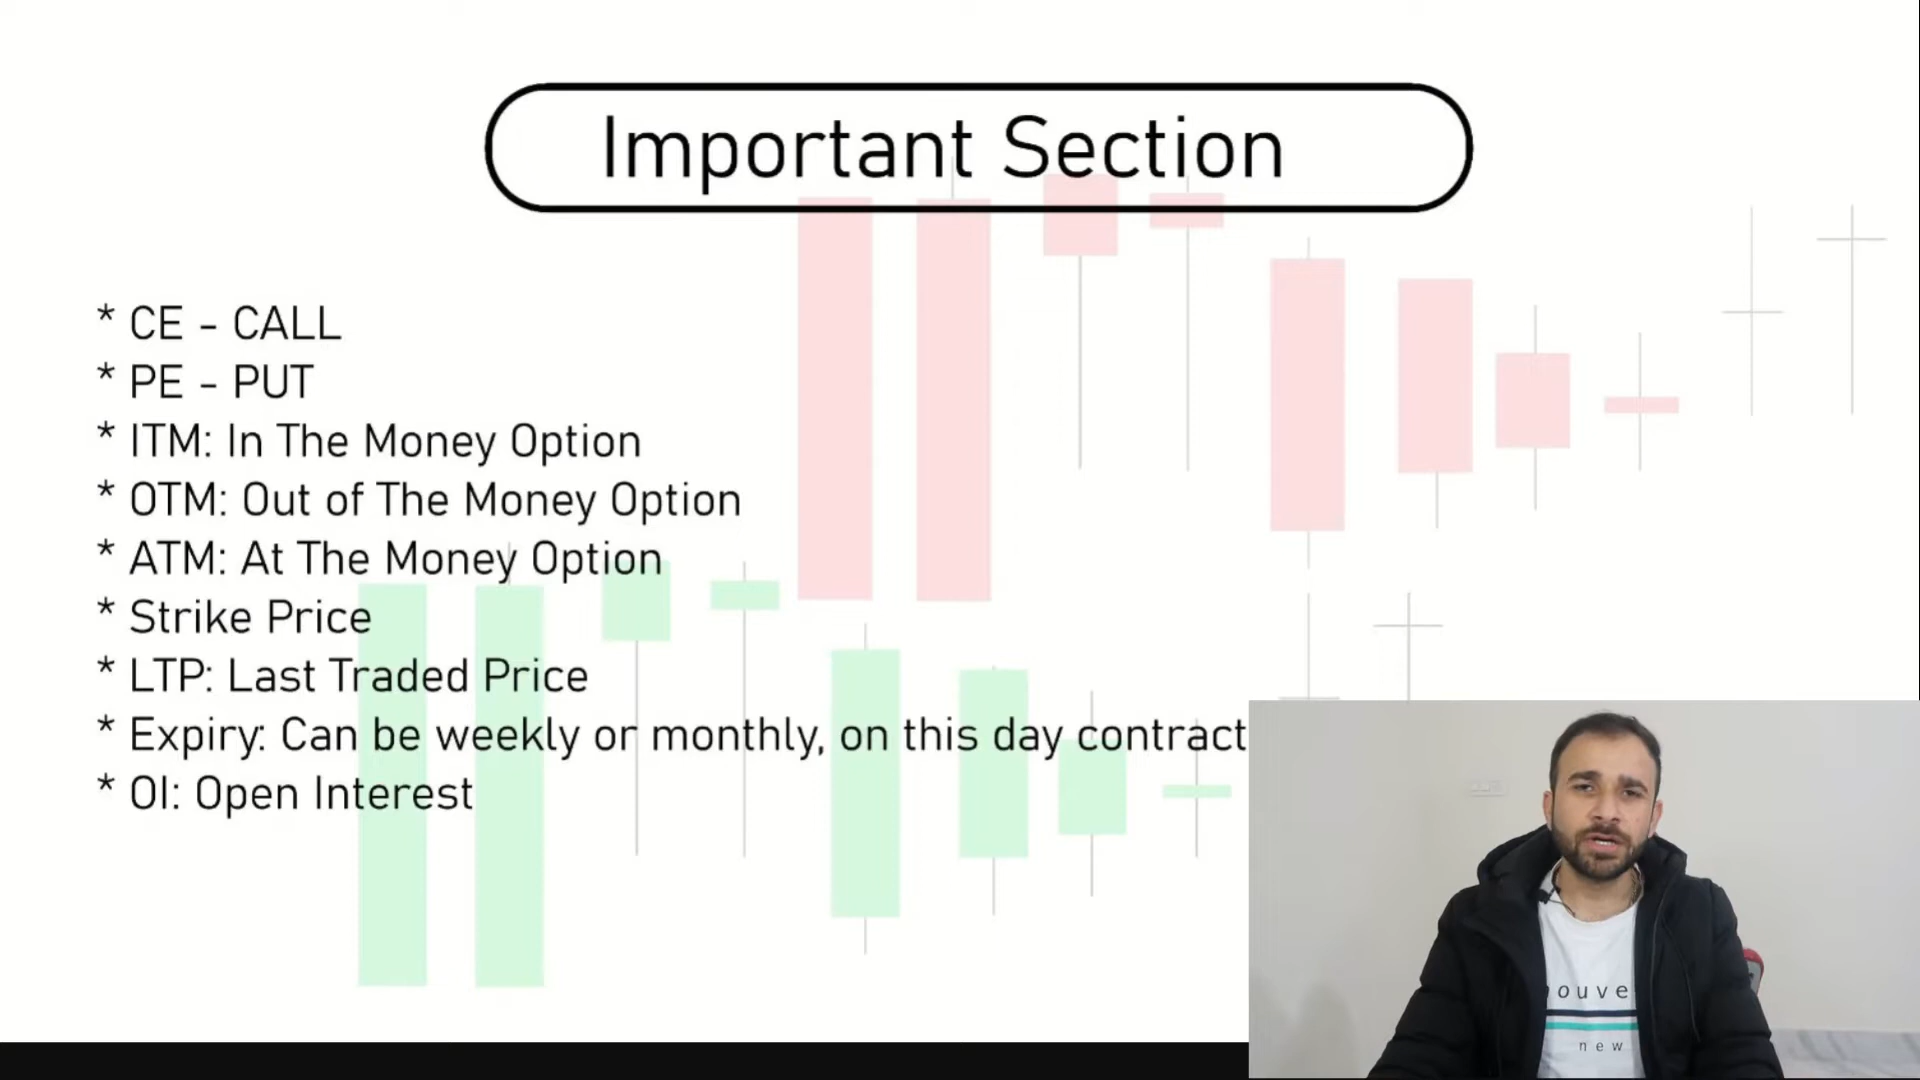 Important Section
* CE - CALL
* PE - PUT
* ITM: In The Money Option
* OTM: Out of The Money Option
* ATM: At The Money Option
* Strike Price
* LTP: Last Traded Price
* Expiry: Can be weekly or monthly, on this day contract
* OI: Open Interest
ouve
new